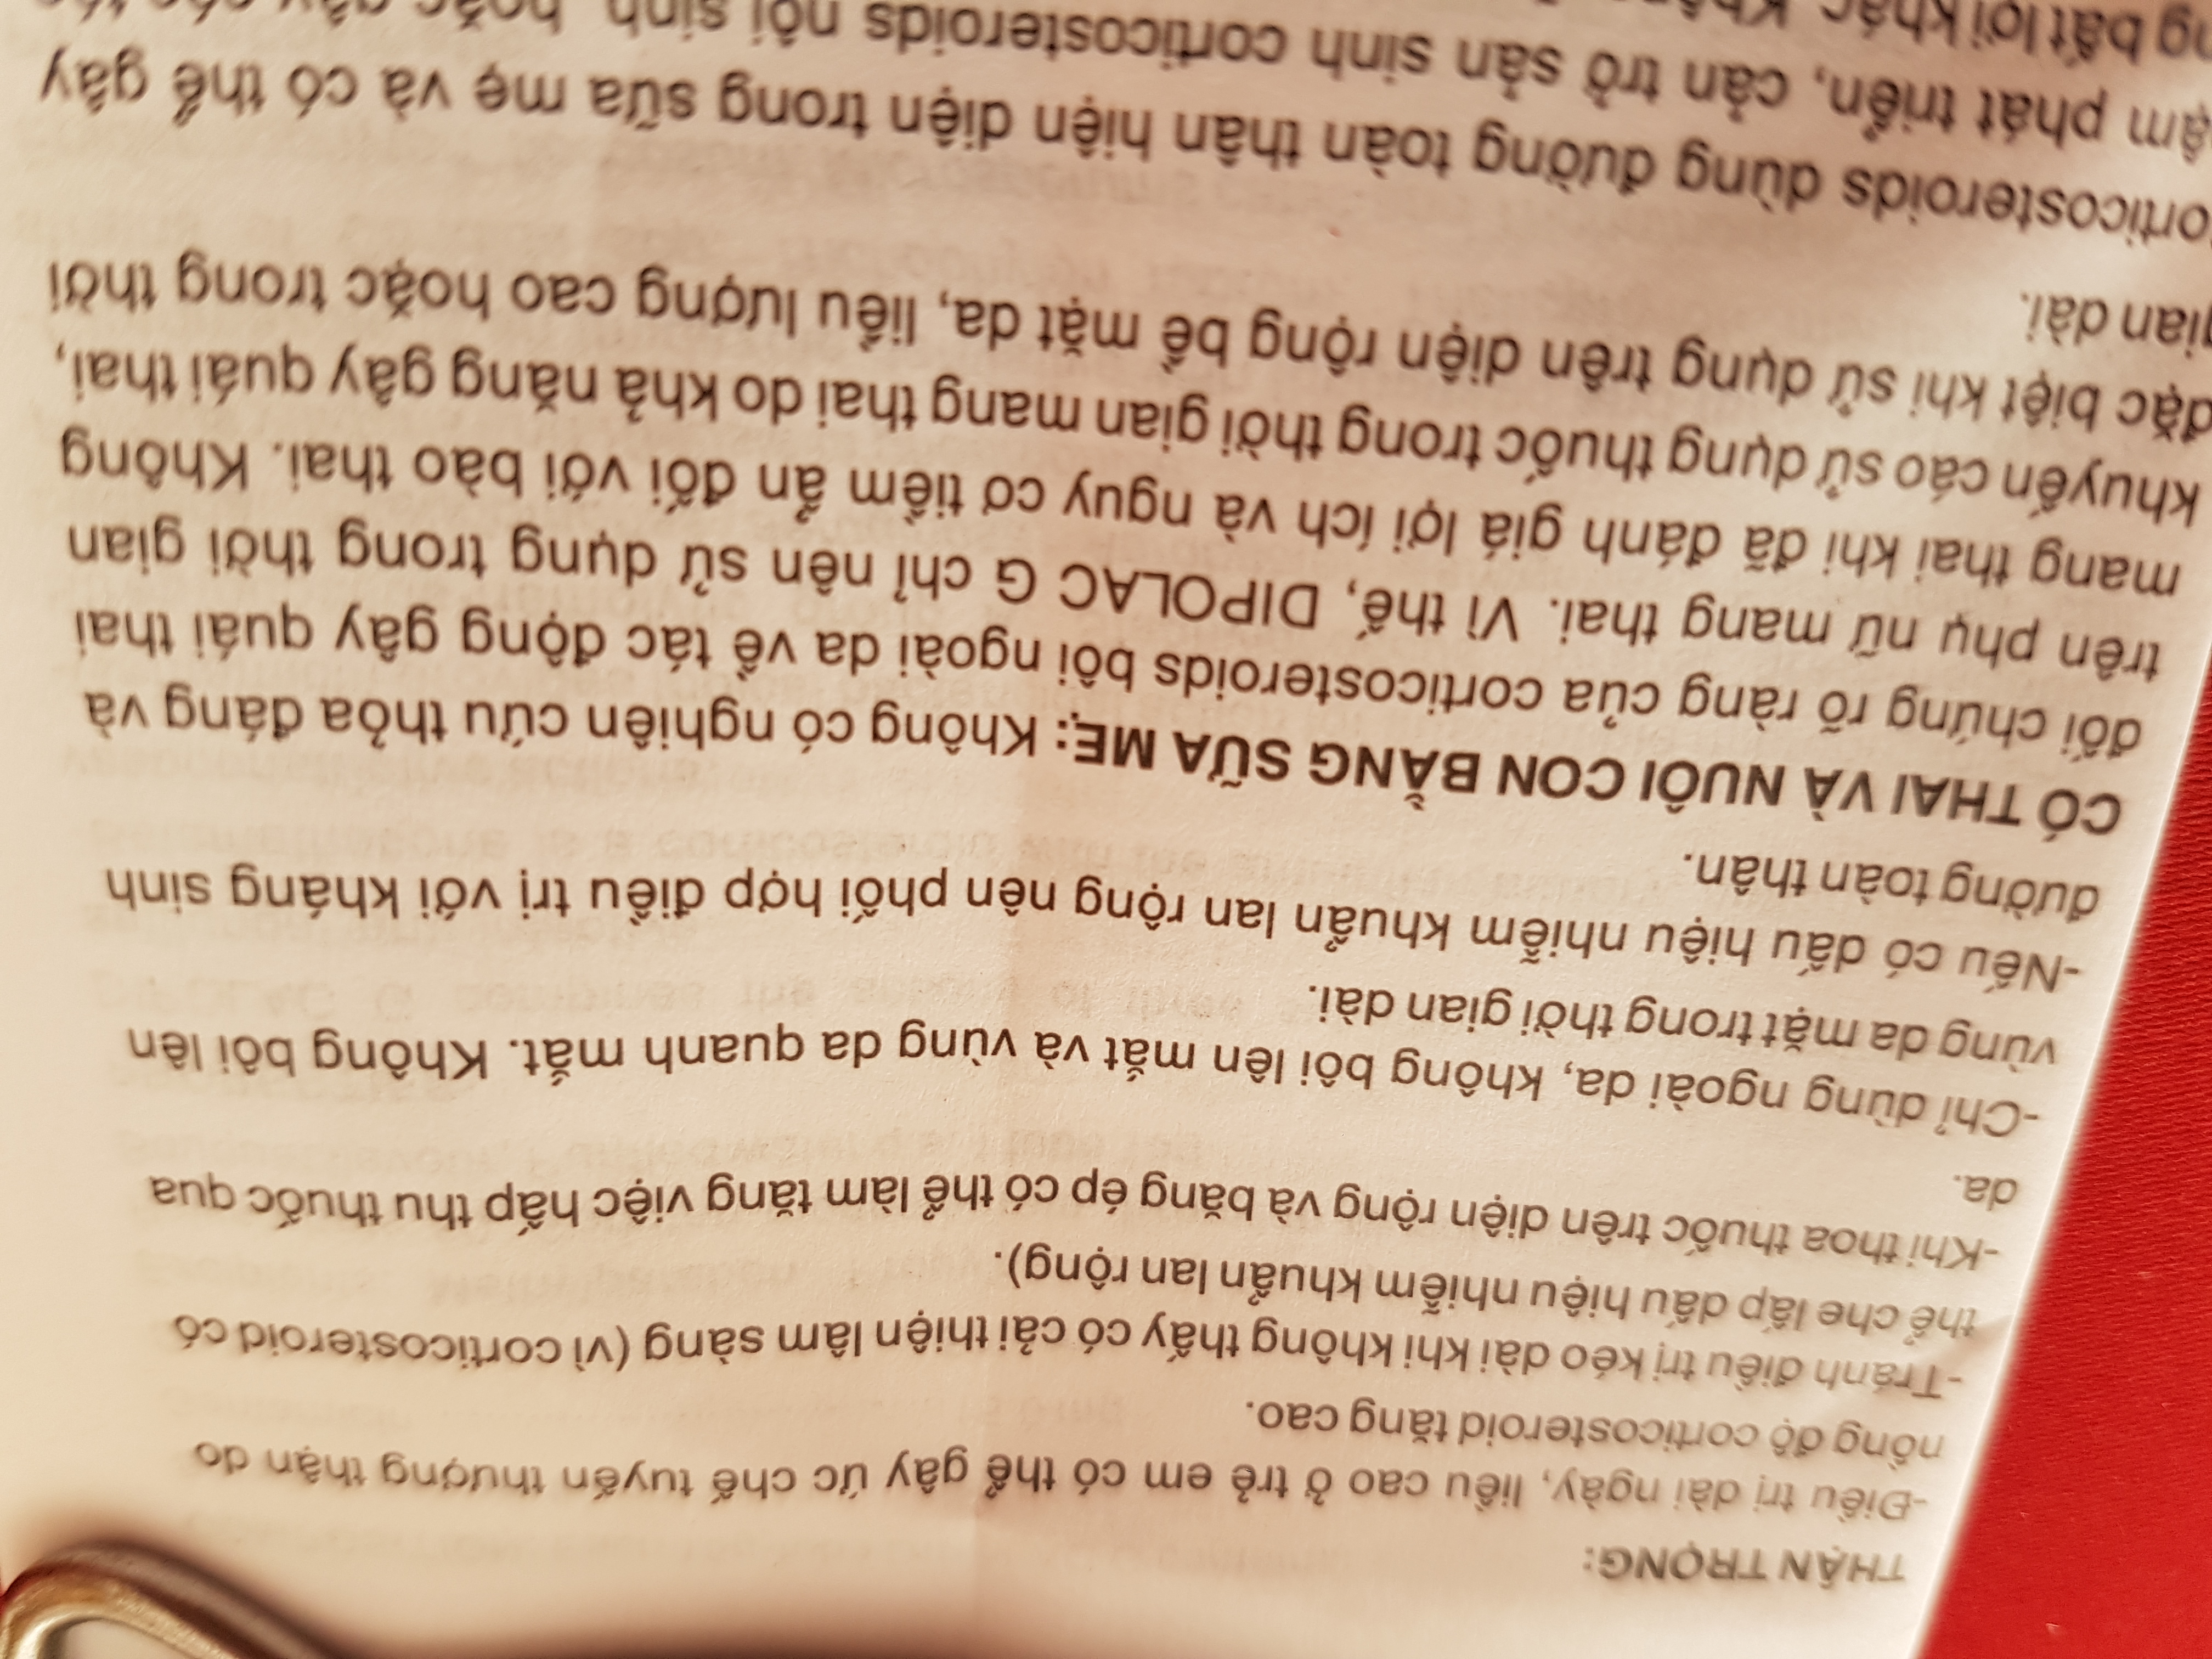 THẬN TRỌNG:
-Điều trị dài ngày, liều cao ở trẻ em có thể gây ức chế tuyến thượng thận do
nồng độ corticosteroid tăng cao.
-Tránh điều trị kéo dài khi không thấy có cải thiện lâm sàng (vì corticosteroid có
thể che lấp dấu hiệu nhiễm khuẩn lan rộng).
-Khi thoa thuốc trên diện rộng và băng ép có thể làm tăng việc hấp thu thuốc qua
da.
-Chỉ dùng ngoài da, không bôi lên mắt và vùng da quanh mắt. Không bôi lên
vùng da mặt trong thời gian dài.
-Nếu có dấu hiệu nhiễm khuẩn lan rộng nên phối hợp điều trị với kháng sinh
đường toàn thân.
CÓ THAI VÀ NUÔI CON BẰNG SỮA MẸ: Không có nghiên cứu thỏa đáng và
đối chứng rõ ràng của corticosteroids bôi ngoài da về tác động gây quái thai
trên phụ nữ mang thai. Vì thế, DIPOLAC G chỉ nên sử dụng trong thời gian
mang thai khi đã đánh giá lợi ích và nguy cơ tiềm ẩn đối với bào thai. Không
khuyến cáo sử dụng thuốc trong thời gian mang thai do khả năng gây quái thai,
đặc biệt khi sử dụng trên diện rộng bề mặt da, liều lượng cao hoặc trong thời
gian dài.
orticosteroids dùng đường toàn thân hiện diện trong sữa mẹ và có thể gây
ậm phát triển, cản trở sản sinh corticosteroids nội sinh, hoặc gây
bất lợi khác.